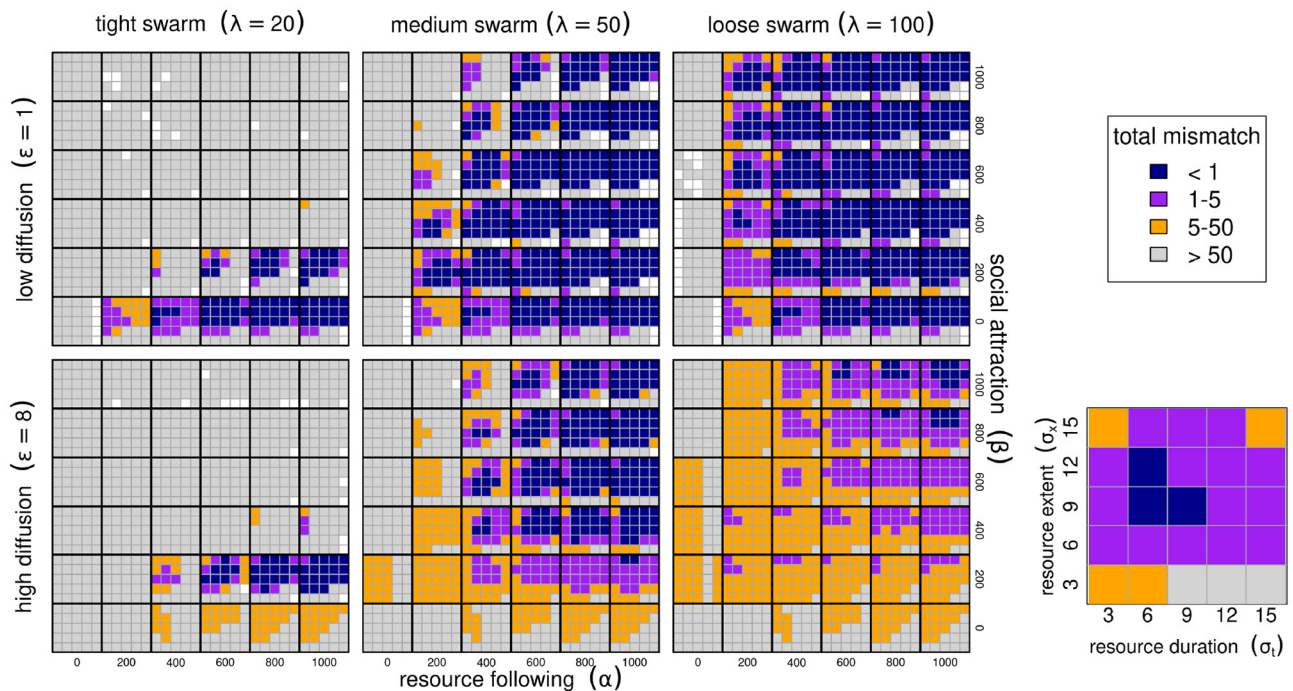 tight swarm (λ = 20)
medium swarm (λ = 50)
loose swarm (λ = 100)
low diffusion (ε = 1)
high diffusion (ε = 8)
1000
800
600
400
200
0
1000
800
600
400
200
0
social attraction (β)
0 200 400 600 800 1000
0 200 400 600 800 1000
0 200 400 600 800 1000
resource following (α)
total mismatch
< 1
1-5
5-50
> 50
resource extent (σₓ)
15
12
9
6
3
3 6 9 12 15
resource duration (σₜ)